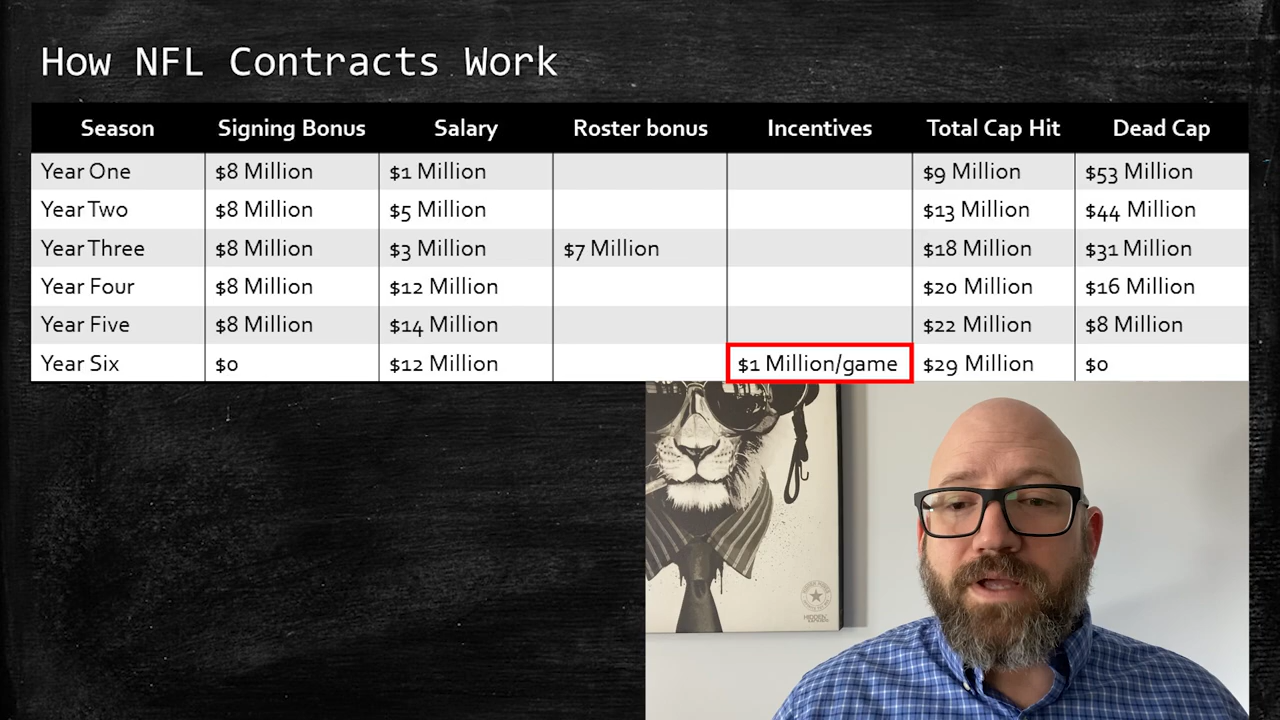 How NFL Contracts Work
Season Signing Bonus Salary Roster bonus Incentives Total Cap Hit Dead Cap
Year One $8 Million $1 Million $9 Million $53 Million
Year Two $8 Million $5 Million $13 Million $44 Million
Year Three $8 Million $3 Million $7 Million $18 Million $31 Million
Year Four $8 Million $12 Million $20 Million $16 Million
Year Five $8 Million $14 Million $22 Million $8 Million
Year Six $0 $12 Million $1 Million/game $29 Million $0